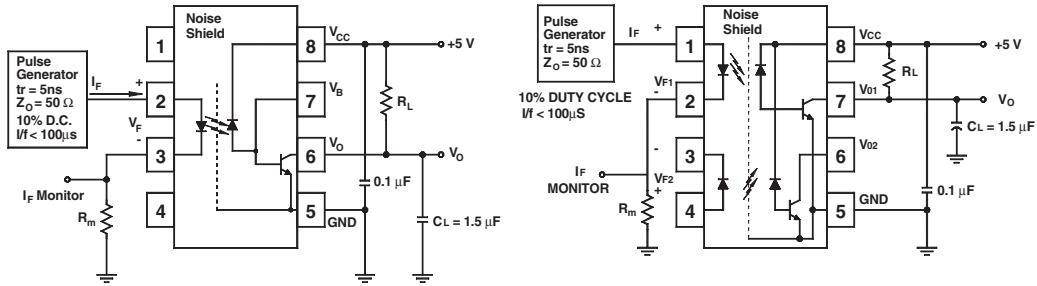 Noise
Shield
Pulse
Generator
tr = 5ns
ZO = 50 Ω
10% D.C.
I/f < 100μs
IF
+
VF
-
1
2
3
4
8
7
6
5
VCC
VB
VO
GND
+5 V
RL
VO
0.1 μF
CL = 1.5 μF
IF Monitor
Rm
Noise
Shield
Pulse
Generator
tr = 5ns
ZO = 50 Ω
IF
+
VF1
-
10% DUTY CYCLE
I/f < 100μS
-
VF2
+
IF
MONITOR
Rm
1
2
3
4
8
7
6
5
VCC
V01
V02
GND
+5 V
RL
VO
CL = 1.5 μF
0.1 μF